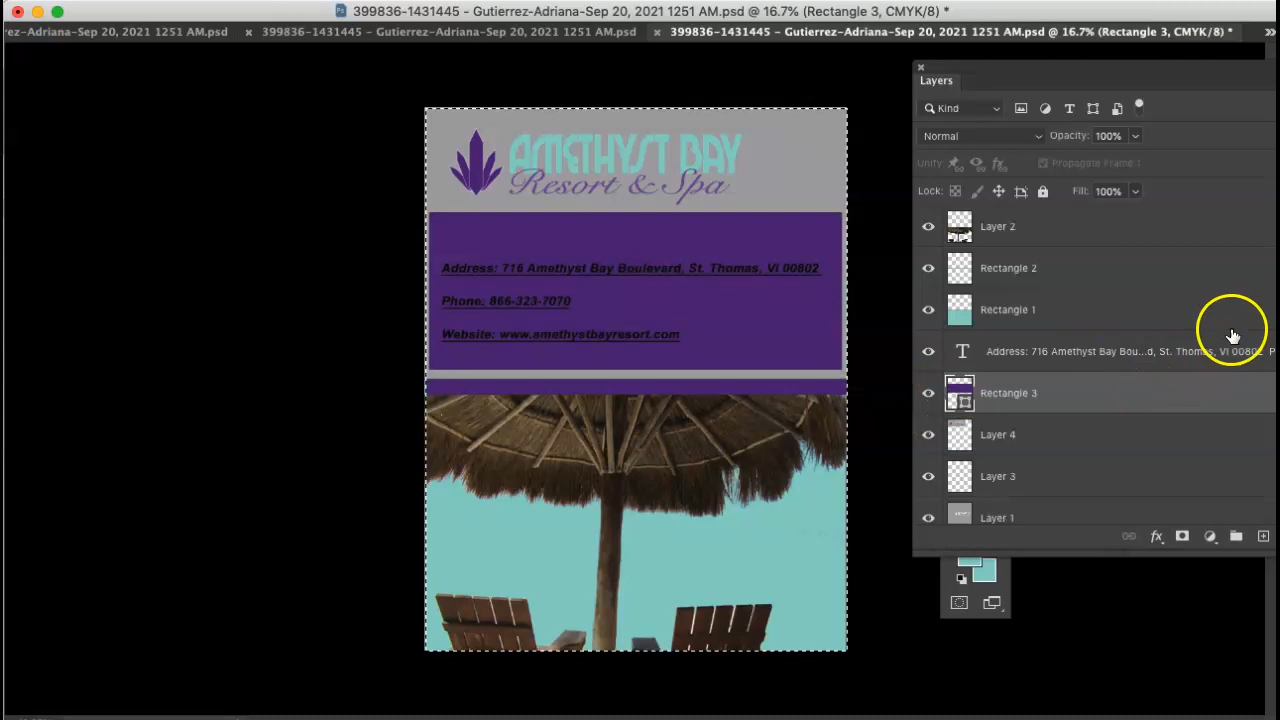 399836-1431445 - Gutierrez-Adriana-Sep 20, 2021 1251 AM.psd @ 16.7% (Rectangle 3, CMYK/8) *
rez-Adriana-Sep 20, 2021 1251 AM.psd
399836-1431445 - Gutierrez-Adriana-Sep 20, 2021 1251 AM.psd
399836-1431445 - Gutierrez-Adriana-Sep 20, 2021 1251 AM.psd @ 16.7% (Rectangle 3, CMYK/8) *
AMETHYST BAY
Resort & Spa
Address: 716 Amethyst Bay Boulevard, St. Thomas, VI 00802
Phone: 866-323-7070
Website: www.amethystbayresort.com
Layers
Kind
Normal
Opacity: 100%
Unify:
Propagate Frame 1
Lock:
Fill: 100%
Layer 2
Rectangle 2
Rectangle 1
Address: 716 Amethyst Bay Bou...d, St. Thomas, VI 00802 P
Rectangle 3
Layer 4
Layer 3
Layer 1